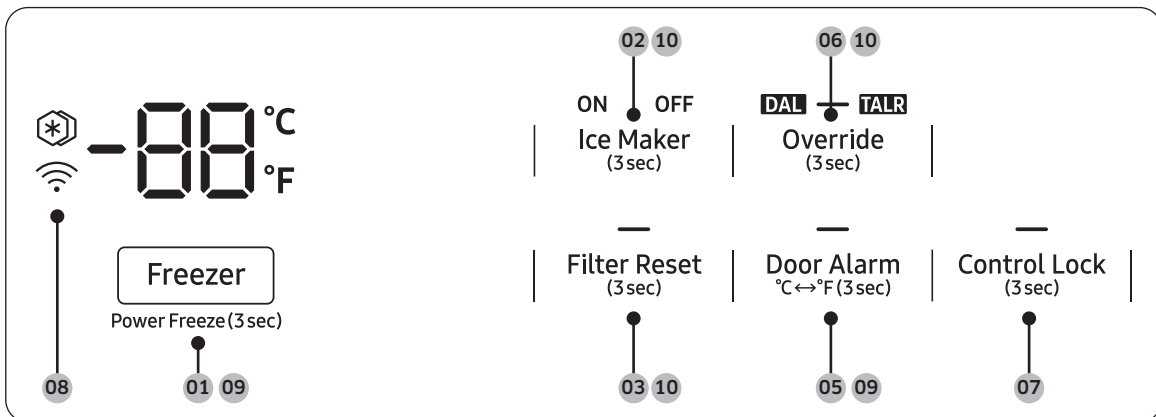 02 10
06 10
ON OFF
DAL TALR
-88 °C
°F
Ice Maker
(3 sec)
Override
(3 sec)
Freezer
Power Freeze (3 sec)
Filter Reset
(3 sec)
Door Alarm
°C↔°F (3 sec)
Control Lock
(3 sec)
08
01 09
03 10
05 09
07